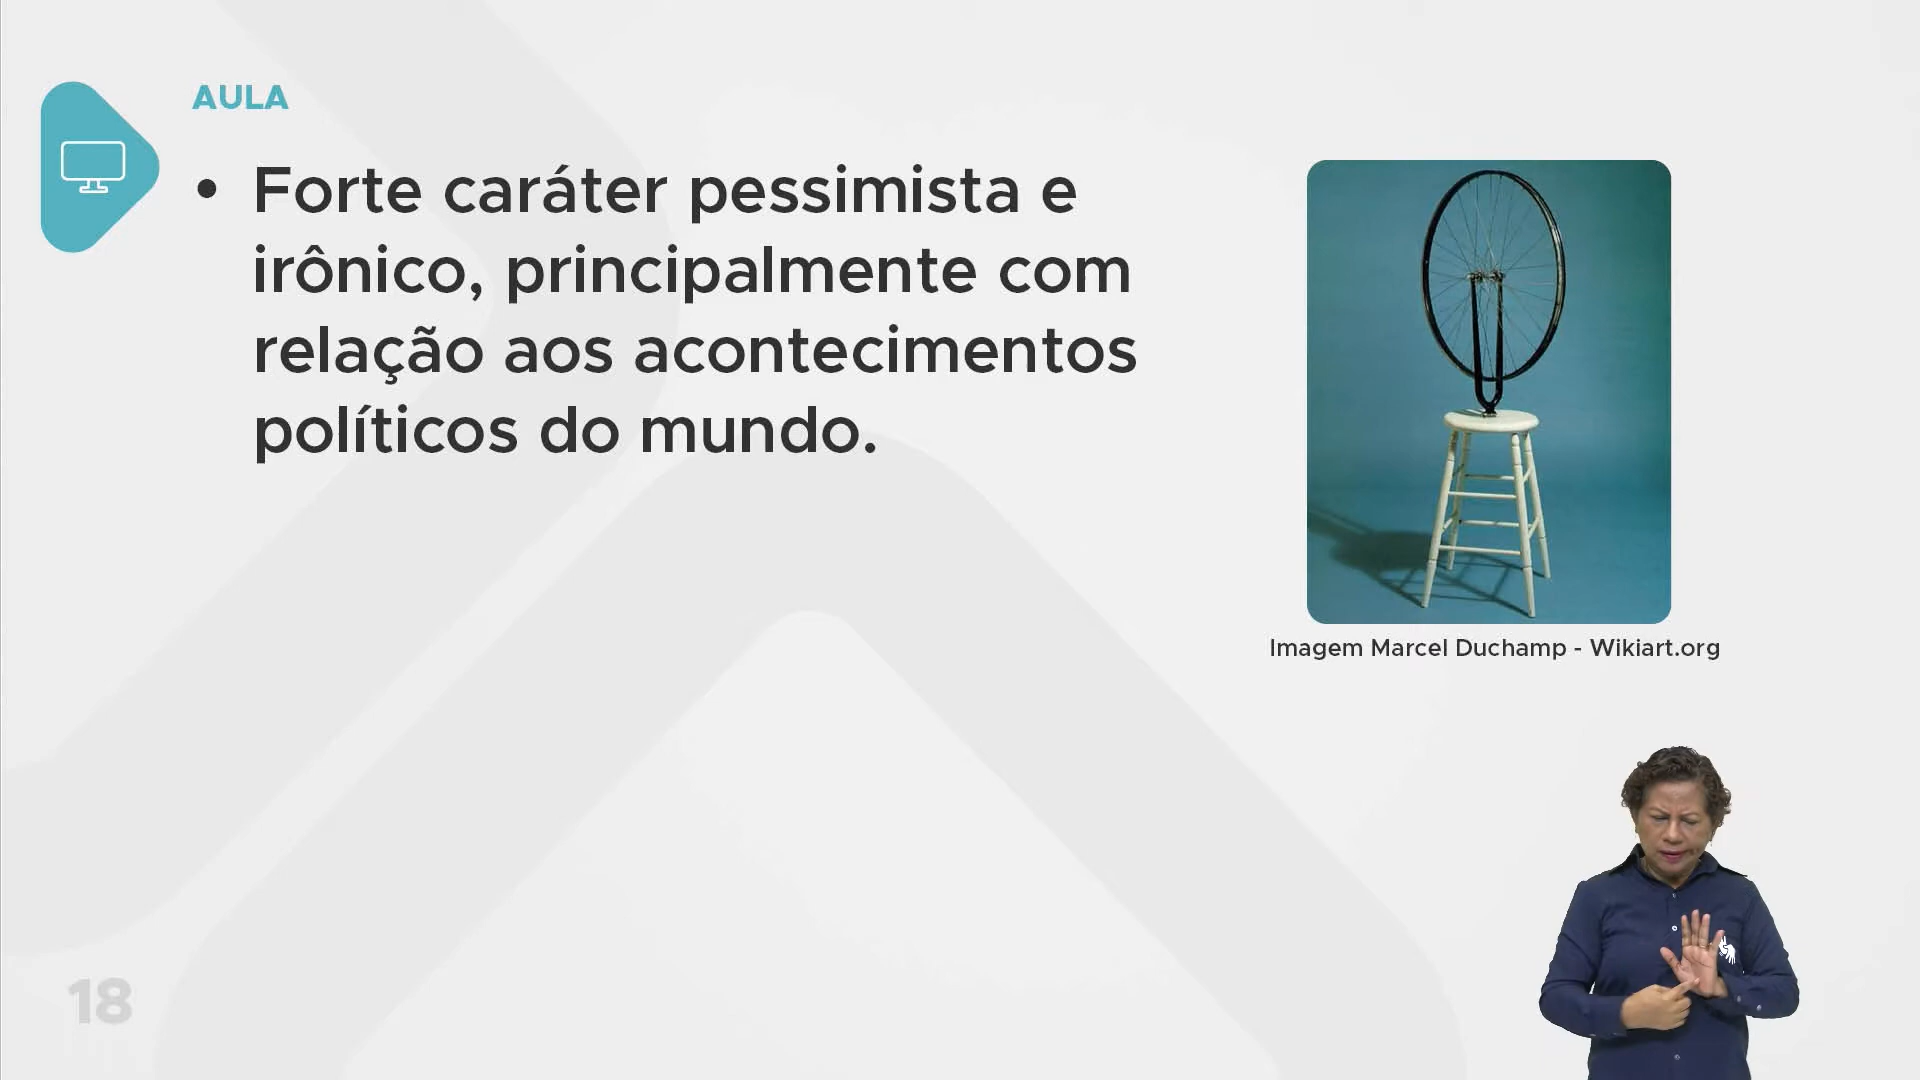 AULA
• Forte caráter pessimista e
irônico, principalmente com
relação aos acontecimentos
políticos do mundo.
Imagem Marcel Duchamp - Wikiart.org
18